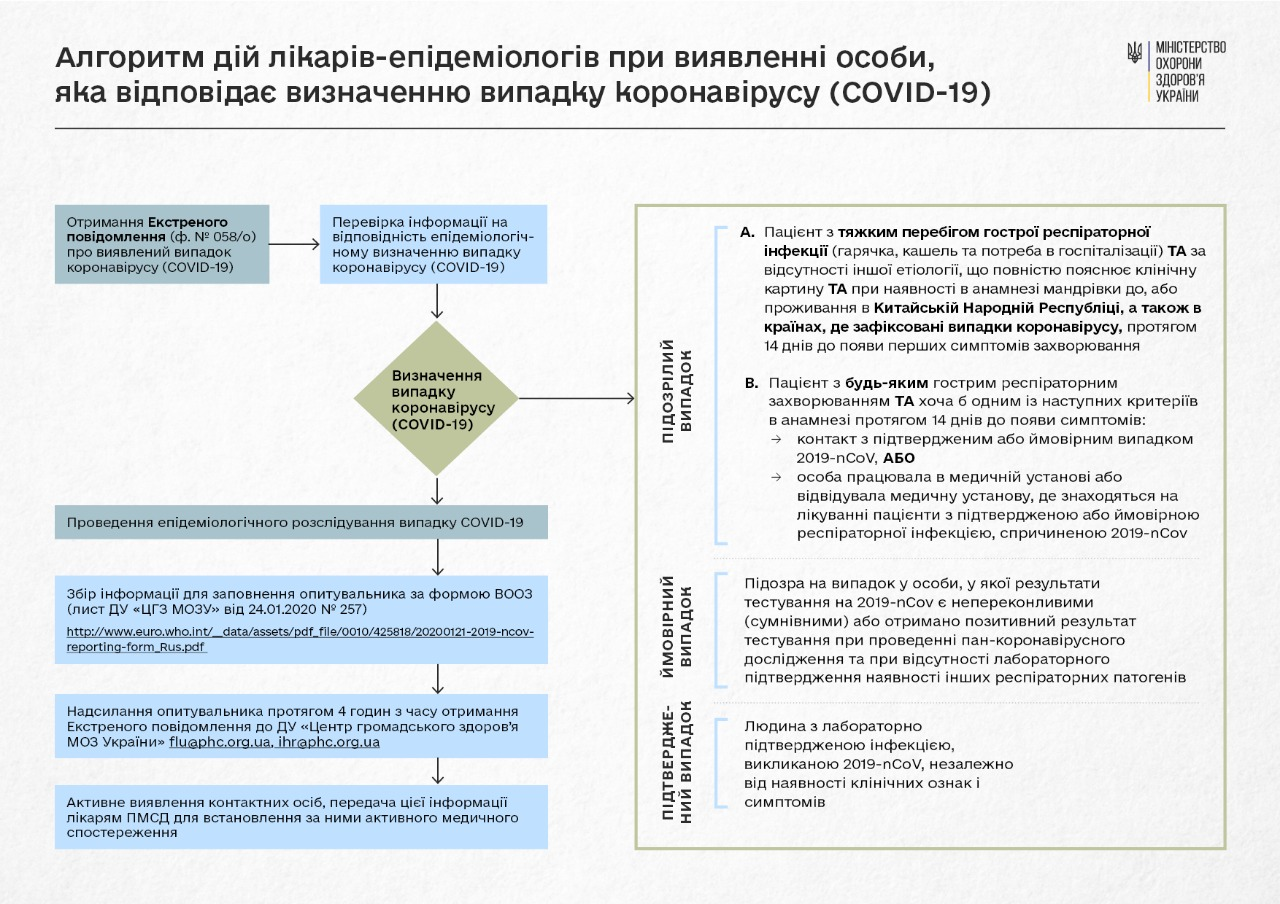 Алгоритм дій лікарів-епідеміологів при виявленні особи,
яка відповідає визначенню випадку коронавірусу (COVID-19)
МІНІСТЕРСТВО
ОХОРОНИ
ЗДОРОВ'Я
УКРАЇНИ
Отримання Екстреного
повідомлення (ф. № 058/о)
про виявлений випадок
коронавірусу (COVID-19)
Перевірка інформації на
відповідність епідеміологіч-
ному визначенню випадку
коронавірусу (COVID-19)
Визначення
випадку
коронавірусу
(COVID-19)
Проведення епідеміологічного розслідування випадку COVID-19
Збір інформації для заповнення опитувальника за формою ВООЗ
(лист ДУ «ЦГЗ МОЗУ» від 24.01.2020 № 257)
http://www.euro.who.int/__data/assets/pdf_file/0010/425818/20200121-2019-ncov-
reporting-form_Rus.pdf
Надсилання опитувальника протягом 4 годин з часу отримання
Екстреного повідомлення до ДУ «Центр громадського здоров’я
МОЗ України» flu@phc.org.ua, ihr@phc.org.ua
Активне виявлення контактних осіб, передача цієї інформації
лікарям ПМСД для встановлення за ними активного медичного
спостереження
ПІДОЗРІЛИЙ
ВИПАДОК
A. Пацієнт з тяжким перебігом гострої респіраторної
інфекції (гарячка, кашель та потреба в госпіталізації) ТА за
відсутності іншої етіології, що повністю пояснює клінічну
картину ТА при наявності в анамнезі мандрівки до, або
проживання в Китайській Народній Республіці, а також в
країнах, де зафіксовані випадки коронавірусу, протягом
14 днів до появи перших симптомів захворювання
B. Пацієнт з будь-яким гострим респіраторним
захворюванням ТА хоча б одним із наступних критеріїв
в анамнезі протягом 14 днів до появи симптомів:
→ контакт з підтвердженим або ймовірним випадком
2019-nCoV, АБО
→ особа працювала в медичній установі або
відвідувала медичну установу, де знаходяться на
лікуванні пацієнти з підтвердженою або ймовірною
респіраторної інфекцією, спричиненою 2019-nCov
ЙМОВІРНИЙ
ВИПАДОК
Підозра на випадок у особи, у якої результати
тестування на 2019-nCov є непереконливими
(сумнівними) або отримано позитивний результат
тестування при проведенні пан-коронавірусного
дослідження та при відсутності лабораторного
підтвердження наявності інших респіраторних патогенів
ПІДТВЕРДЖЕ-
НИЙ ВИПАДОК
Людина з лабораторно
підтвердженою інфекцією,
викликаною 2019-nCoV, незалежно
від наявності клінічних ознак і
симптомів